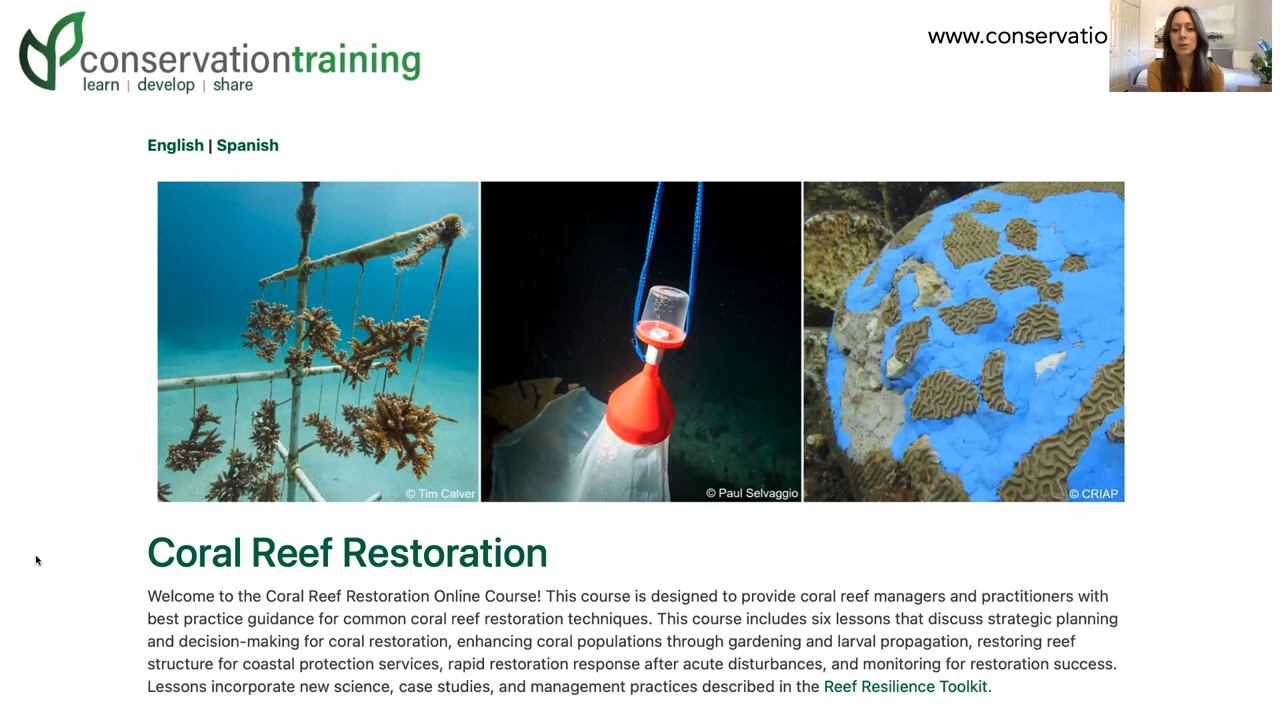 conservationtraining
learn | develop | share
www.conservatio
English | Spanish
© Tim Calver
© Paul Selvaggio
© CRIAP
Coral Reef Restoration
Welcome to the Coral Reef Restoration Online Course! This course is designed to provide coral reef managers and practitioners with
best practice guidance for common coral reef restoration techniques. This course includes six lessons that discuss strategic planning
and decision-making for coral restoration, enhancing coral populations through gardening and larval propagation, restoring reef
structure for coastal protection services, rapid restoration response after acute disturbances, and monitoring for restoration success.
Lessons incorporate new science, case studies, and management practices described in the Reef Resilience Toolkit.